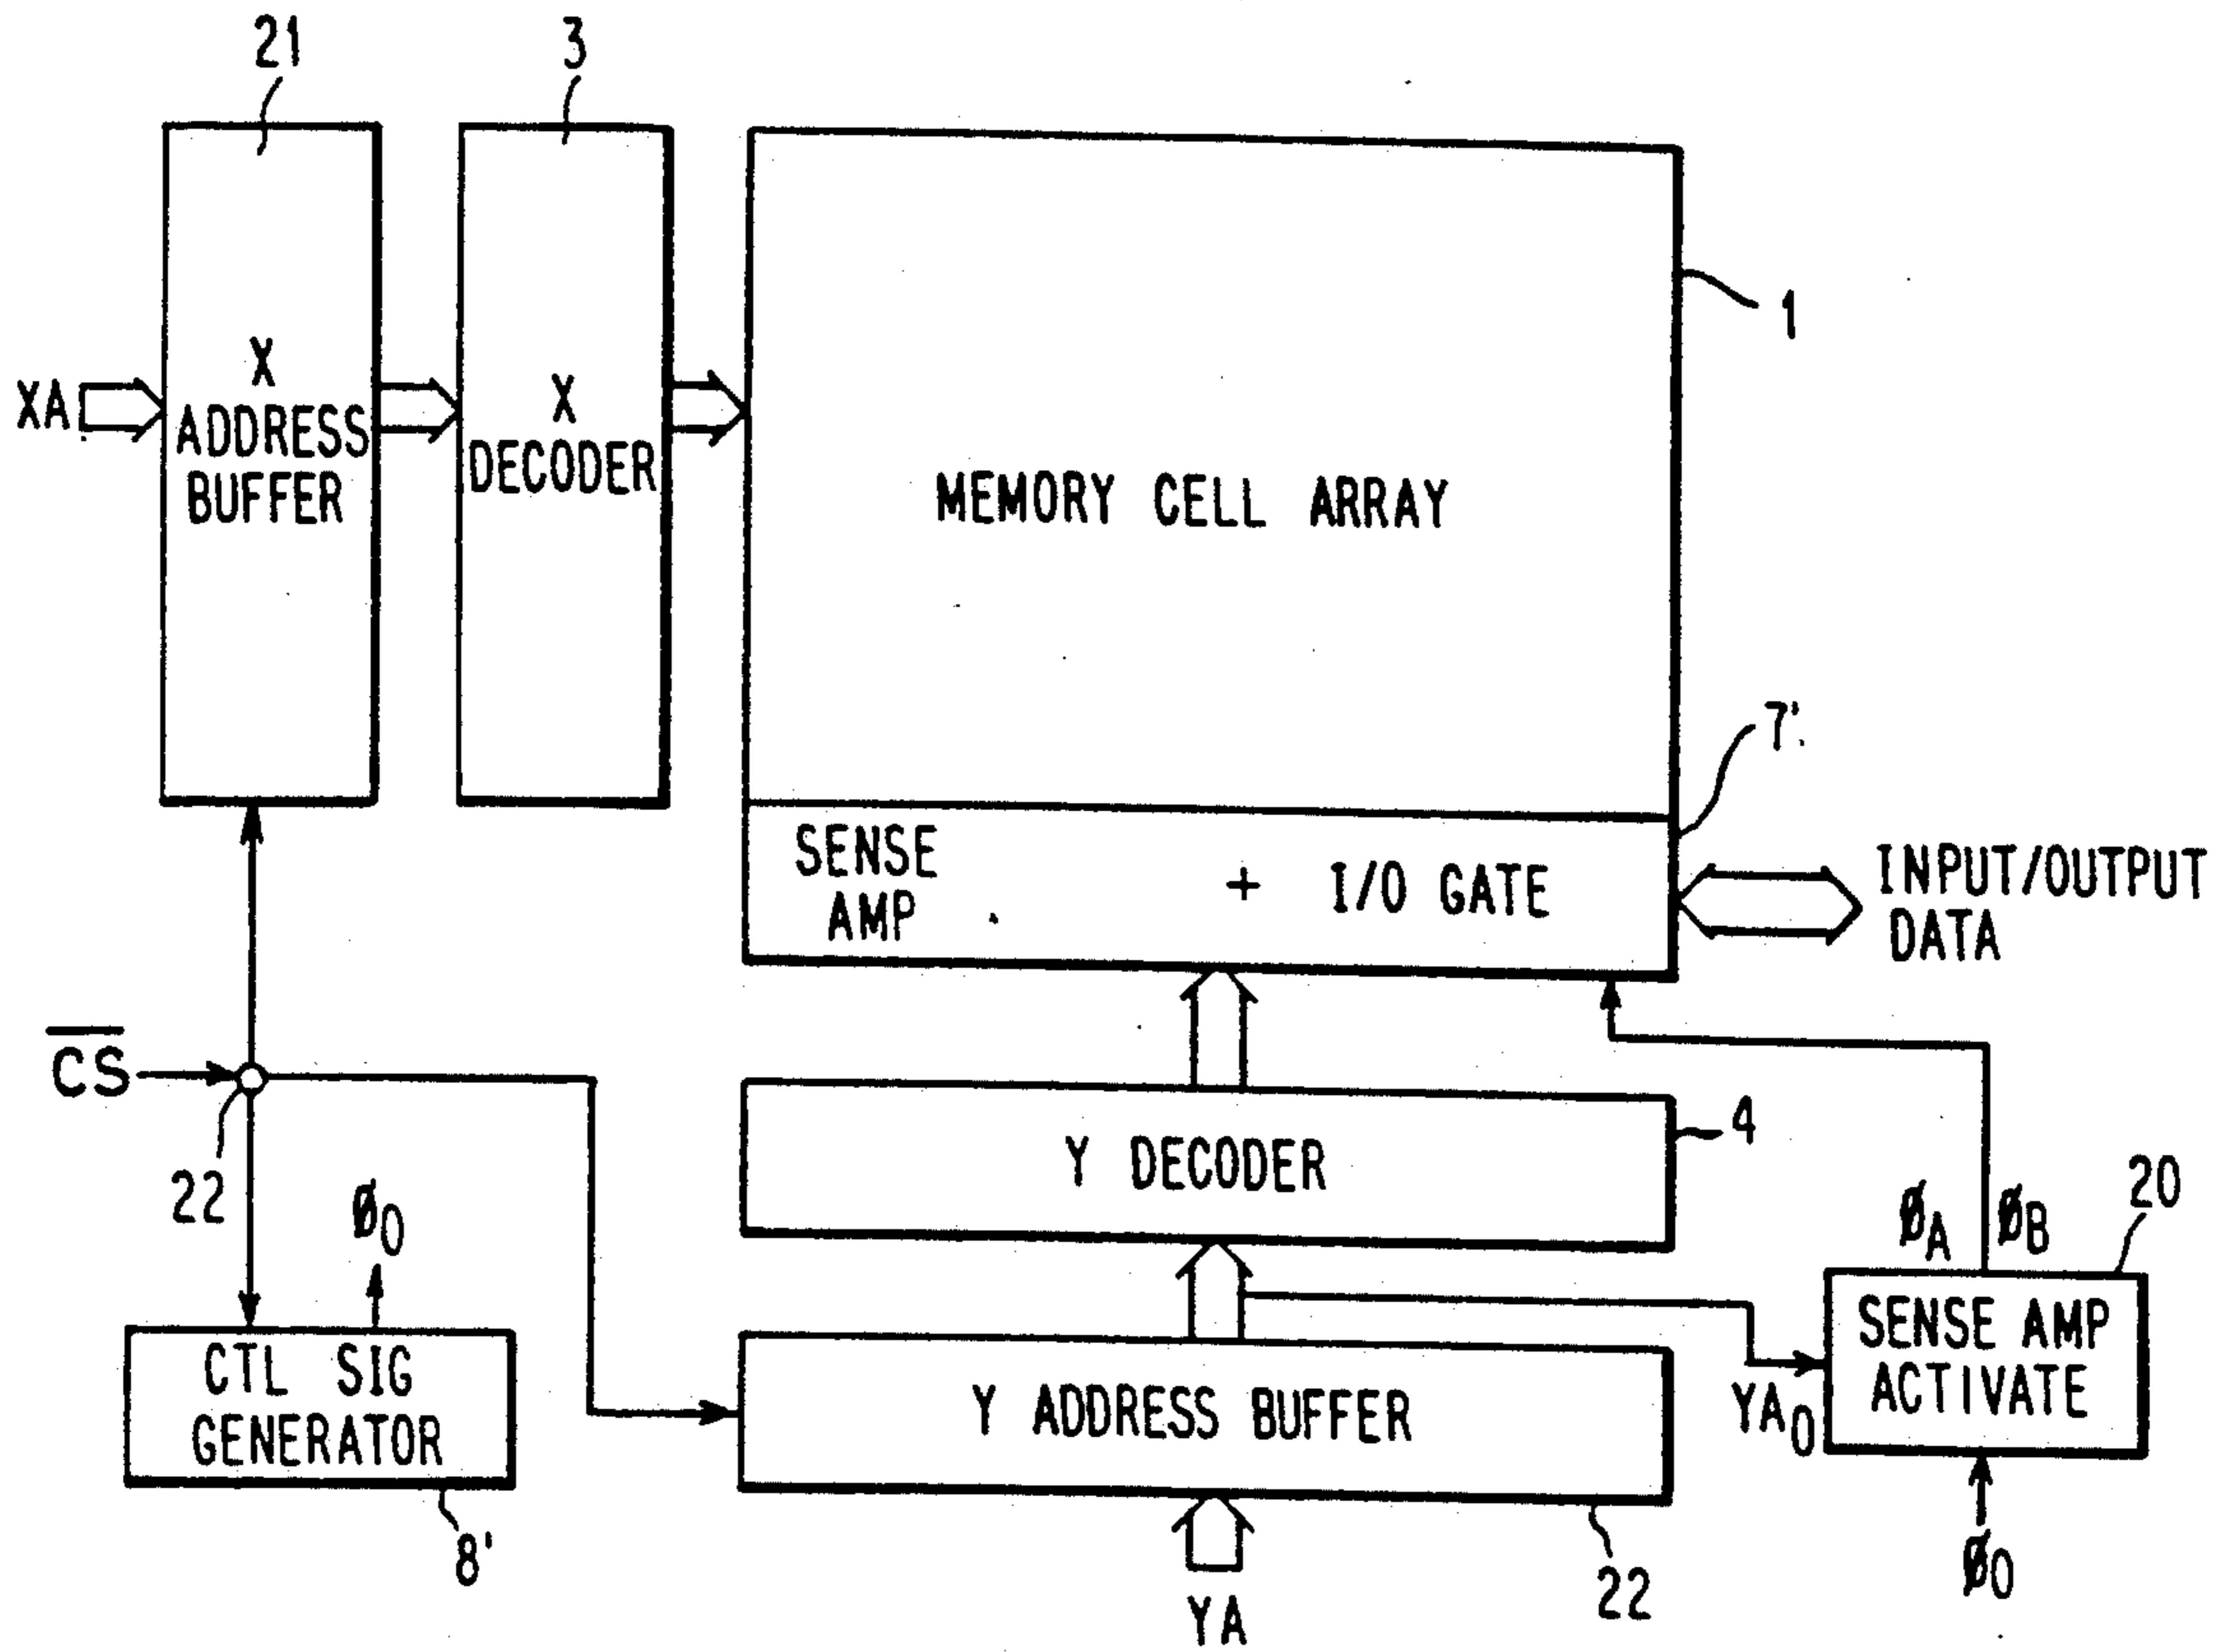 21
3
X
ADDRESS
BUFFER
XA
X
DECODER
MEMORY CELL ARRAY
1
7'
SENSE
AMP
+ I/O GATE
INPUT/OUTPUT
DATA
C̅S̅
22
Y DECODER
4
ØA ØB
20
Ø0
CTL SIG
GENERATOR
8'
Y ADDRESS BUFFER
22
YA
YA0
SENSE AMP
ACTIVATE
Ø0